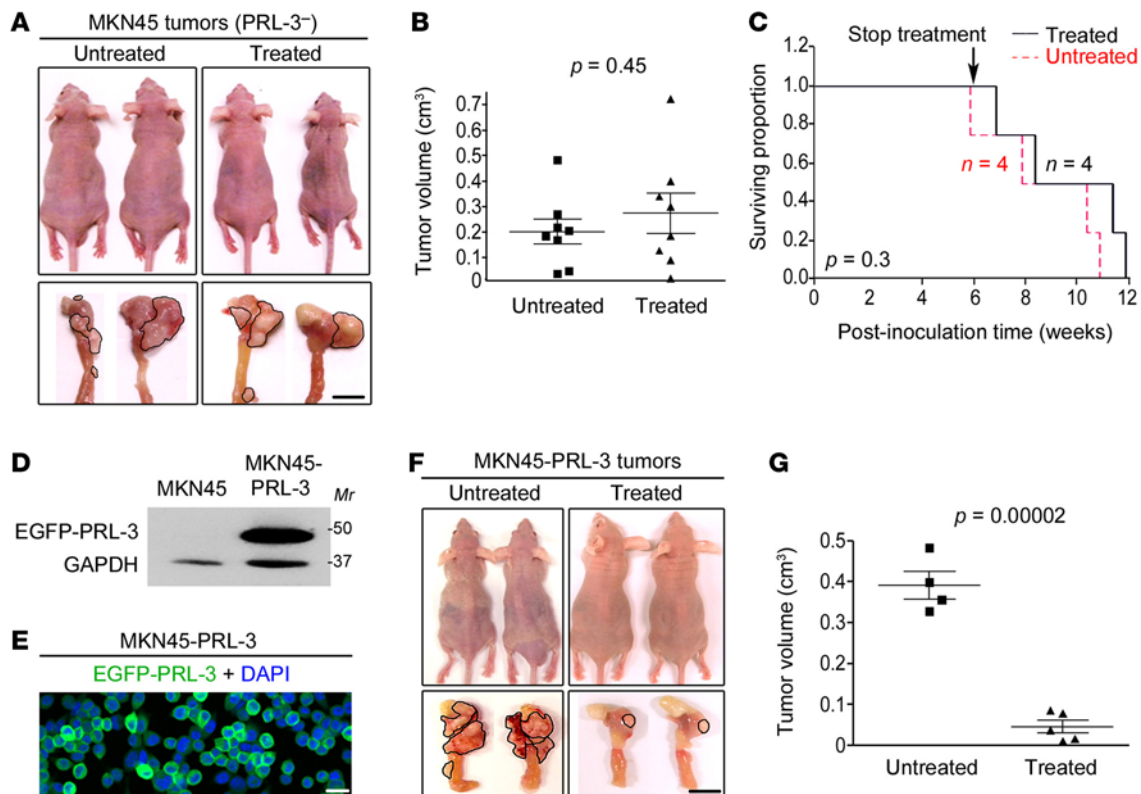 A
MKN45 tumors (PRL-3–)
Untreated Treated
B
p = 0.45
Tumor volume (cm³)
0.7
0.6
0.5
0.4
0.3
0.2
0.1
0
Untreated Treated
C
Stop treatment
Treated
Untreated
Surviving proportion
1.2
1.0
0.8
0.6
0.4
0.2
0.0
n = 4
n = 4
p = 0.3
0 2 4 6 8 10 12
Post-inoculation time (weeks)
D
MKN45
MKN45-
PRL-3
Mr
EGFP-PRL-3
-50
GAPDH
-37
E
MKN45-PRL-3
EGFP-PRL-3 + DAPI
F
MKN45-PRL-3 tumors
Untreated Treated
G
p = 0.00002
Tumor volume (cm³)
0.5
0.4
0.3
0.2
0.1
0
Untreated Treated